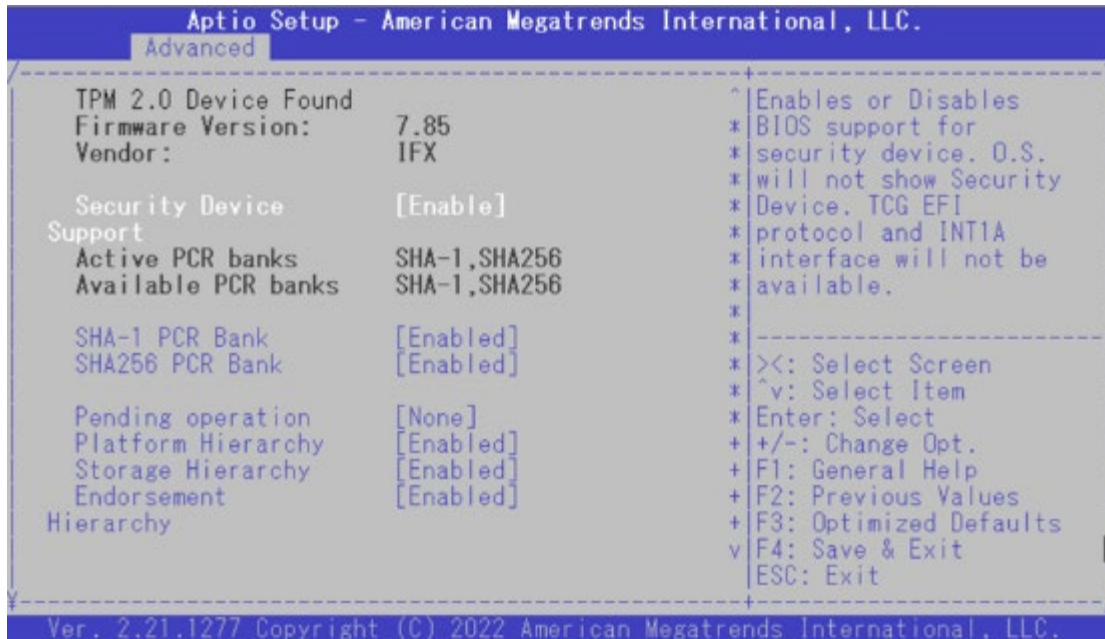 Aptio Setup - American Megatrends International, LLC.
Advanced
TPM 2.0 Device Found
Firmware Version: 7.85
Vendor: IFX
Security Device [Enable]
Support
Active PCR banks SHA-1,SHA256
Available PCR banks SHA-1,SHA256
SHA-1 PCR Bank [Enabled]
SHA256 PCR Bank [Enabled]
Pending operation [None]
Platform Hierarchy [Enabled]
Storage Hierarchy [Enabled]
Endorsement [Enabled]
Hierarchy
Enables or Disables
BIOS support for
security device. O.S.
will not show Security
Device. TCG EFI
protocol and INT1A
interface will not be
available.
><: Select Screen
^v: Select Item
Enter: Select
+/-: Change Opt.
F1: General Help
F2: Previous Values
F3: Optimized Defaults
F4: Save & Exit
ESC: Exit
Ver. 2.21.1277 Copyright (C) 2022 American Megatrends International, LLC.